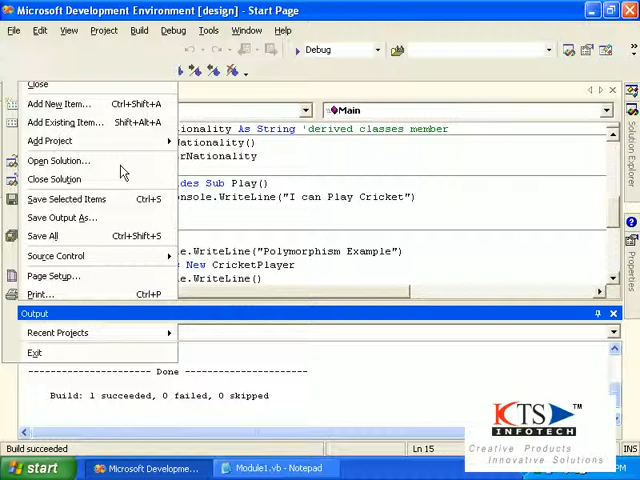 Microsoft Development Environment [design] - Start Page
File Edit View Project Build Debug Tools Window Help
Debug
Close
Add New Item... Ctrl+Shift+A
Add Existing Item... Shift+Alt+A
Add Project
Open Solution...
Close Solution
Save Selected Items Ctrl+S
Save Output As...
Save All Ctrl+Shift+S
Source Control
Page Setup...
Print... Ctrl+P
Recent Projects
Exit
Main
ationality As String 'derived classes member
Nationality()
rNationality
des Sub Play()
onsole.WriteLine("I can Play Cricket")
.WriteLine("Polymorphism Example")
s New CricketPlayer
.WriteLine()
Solution Explorer
Properties
Output
---------------------- Done ----------------------
Build: 1 succeeded, 0 failed, 0 skipped
Build succeeded
Ln 15
INS
KTS TM
INFOTECH
Creative Products
Innovative Solutions
start
Microsoft Developme...
Module1.vb - Notepad